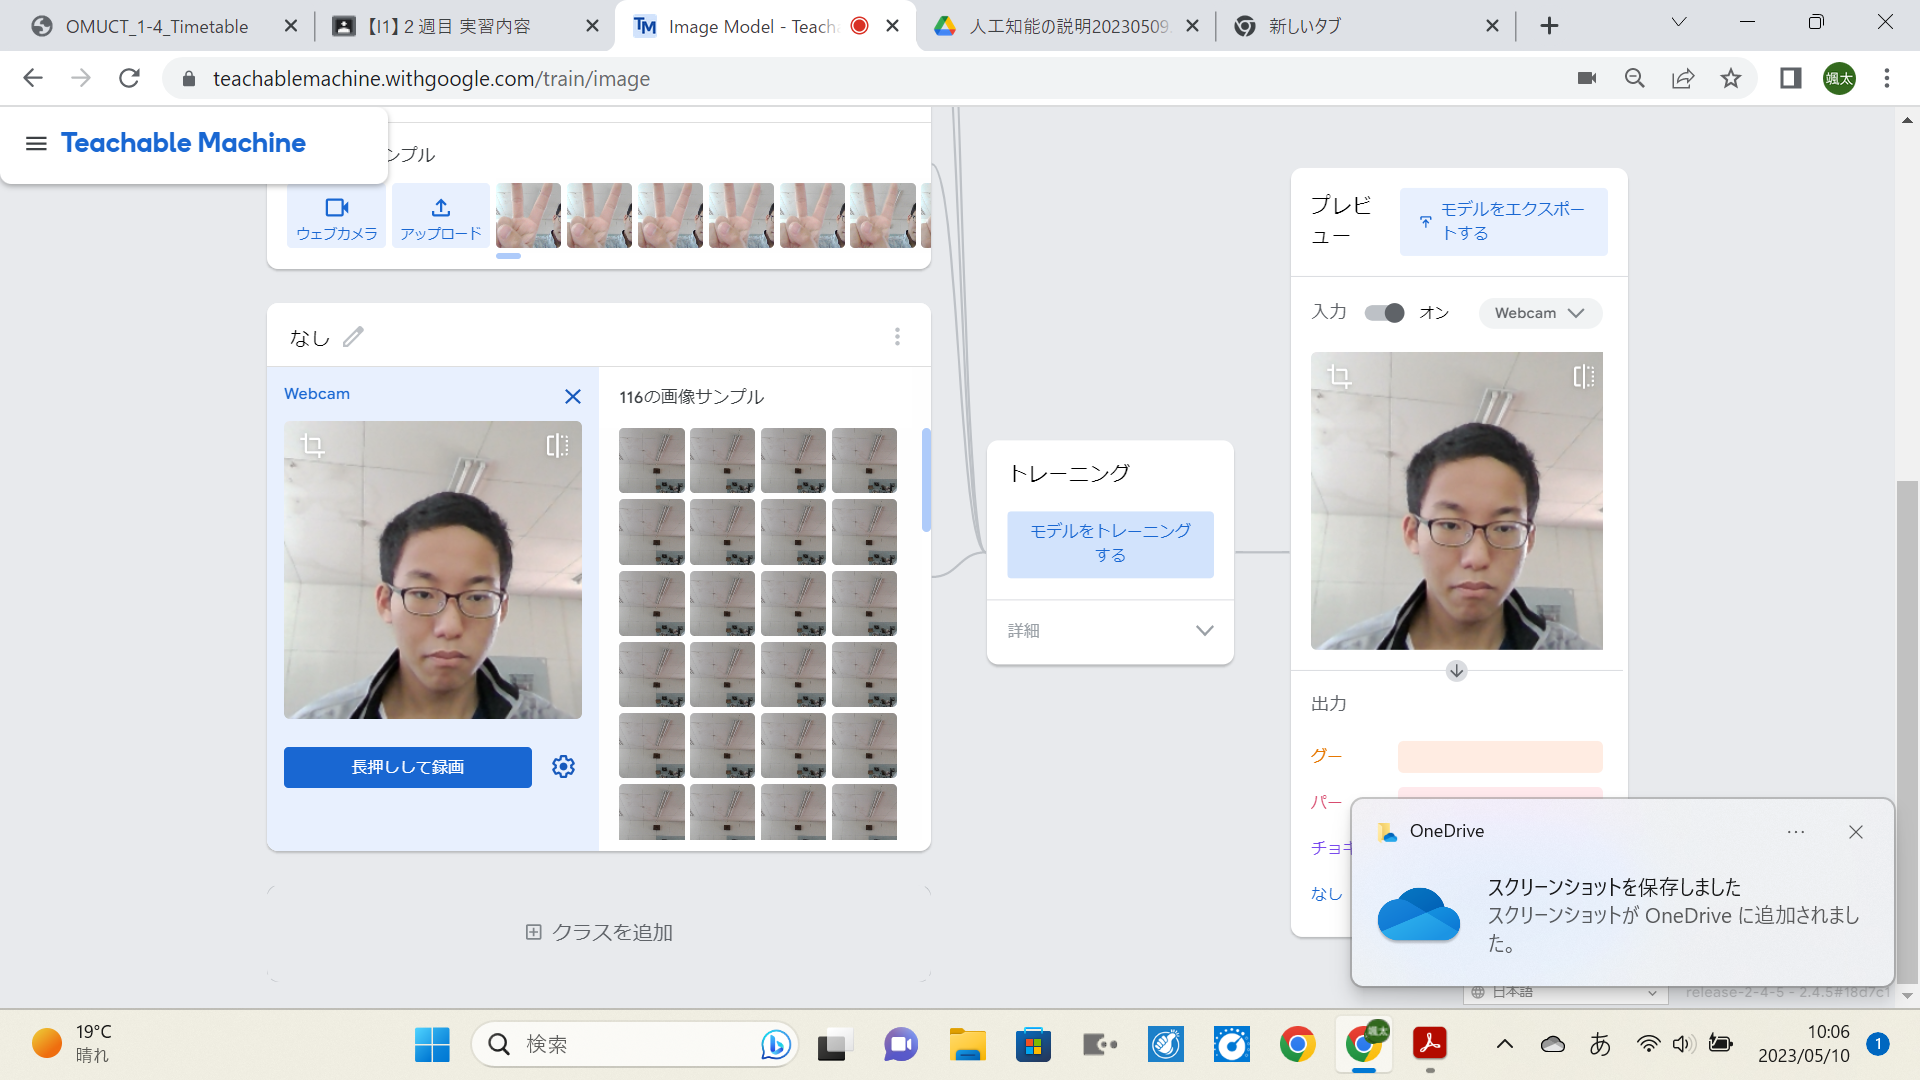 OMUCT_1-4_Timetable
【I1】２週目 実習内容
Image Model - Teach
人工知能の説明20230509.
新しいタブ
teachablemachine.withgoogle.com/train/image
颯太
Teachable Machine
ンプル
ウェブカメラ
アップロード
なし
Webcam
116の画像サンプル
長押しして録画
クラスを追加
トレーニング
モデルをトレーニング
する
詳細
プレビ
ュー
モデルをエクスポー
トする
入力
オン
Webcam
出力
グー
パー
チョキ
なし
OneDrive
スクリーンショットを保存しました
スクリーンショットが OneDrive に追加されまし
た。
日本語
release-2-4-5 - 2.4.5#18d7c1
19°C
晴れ
検索
颯太
あ
10:06
2023/05/10
1